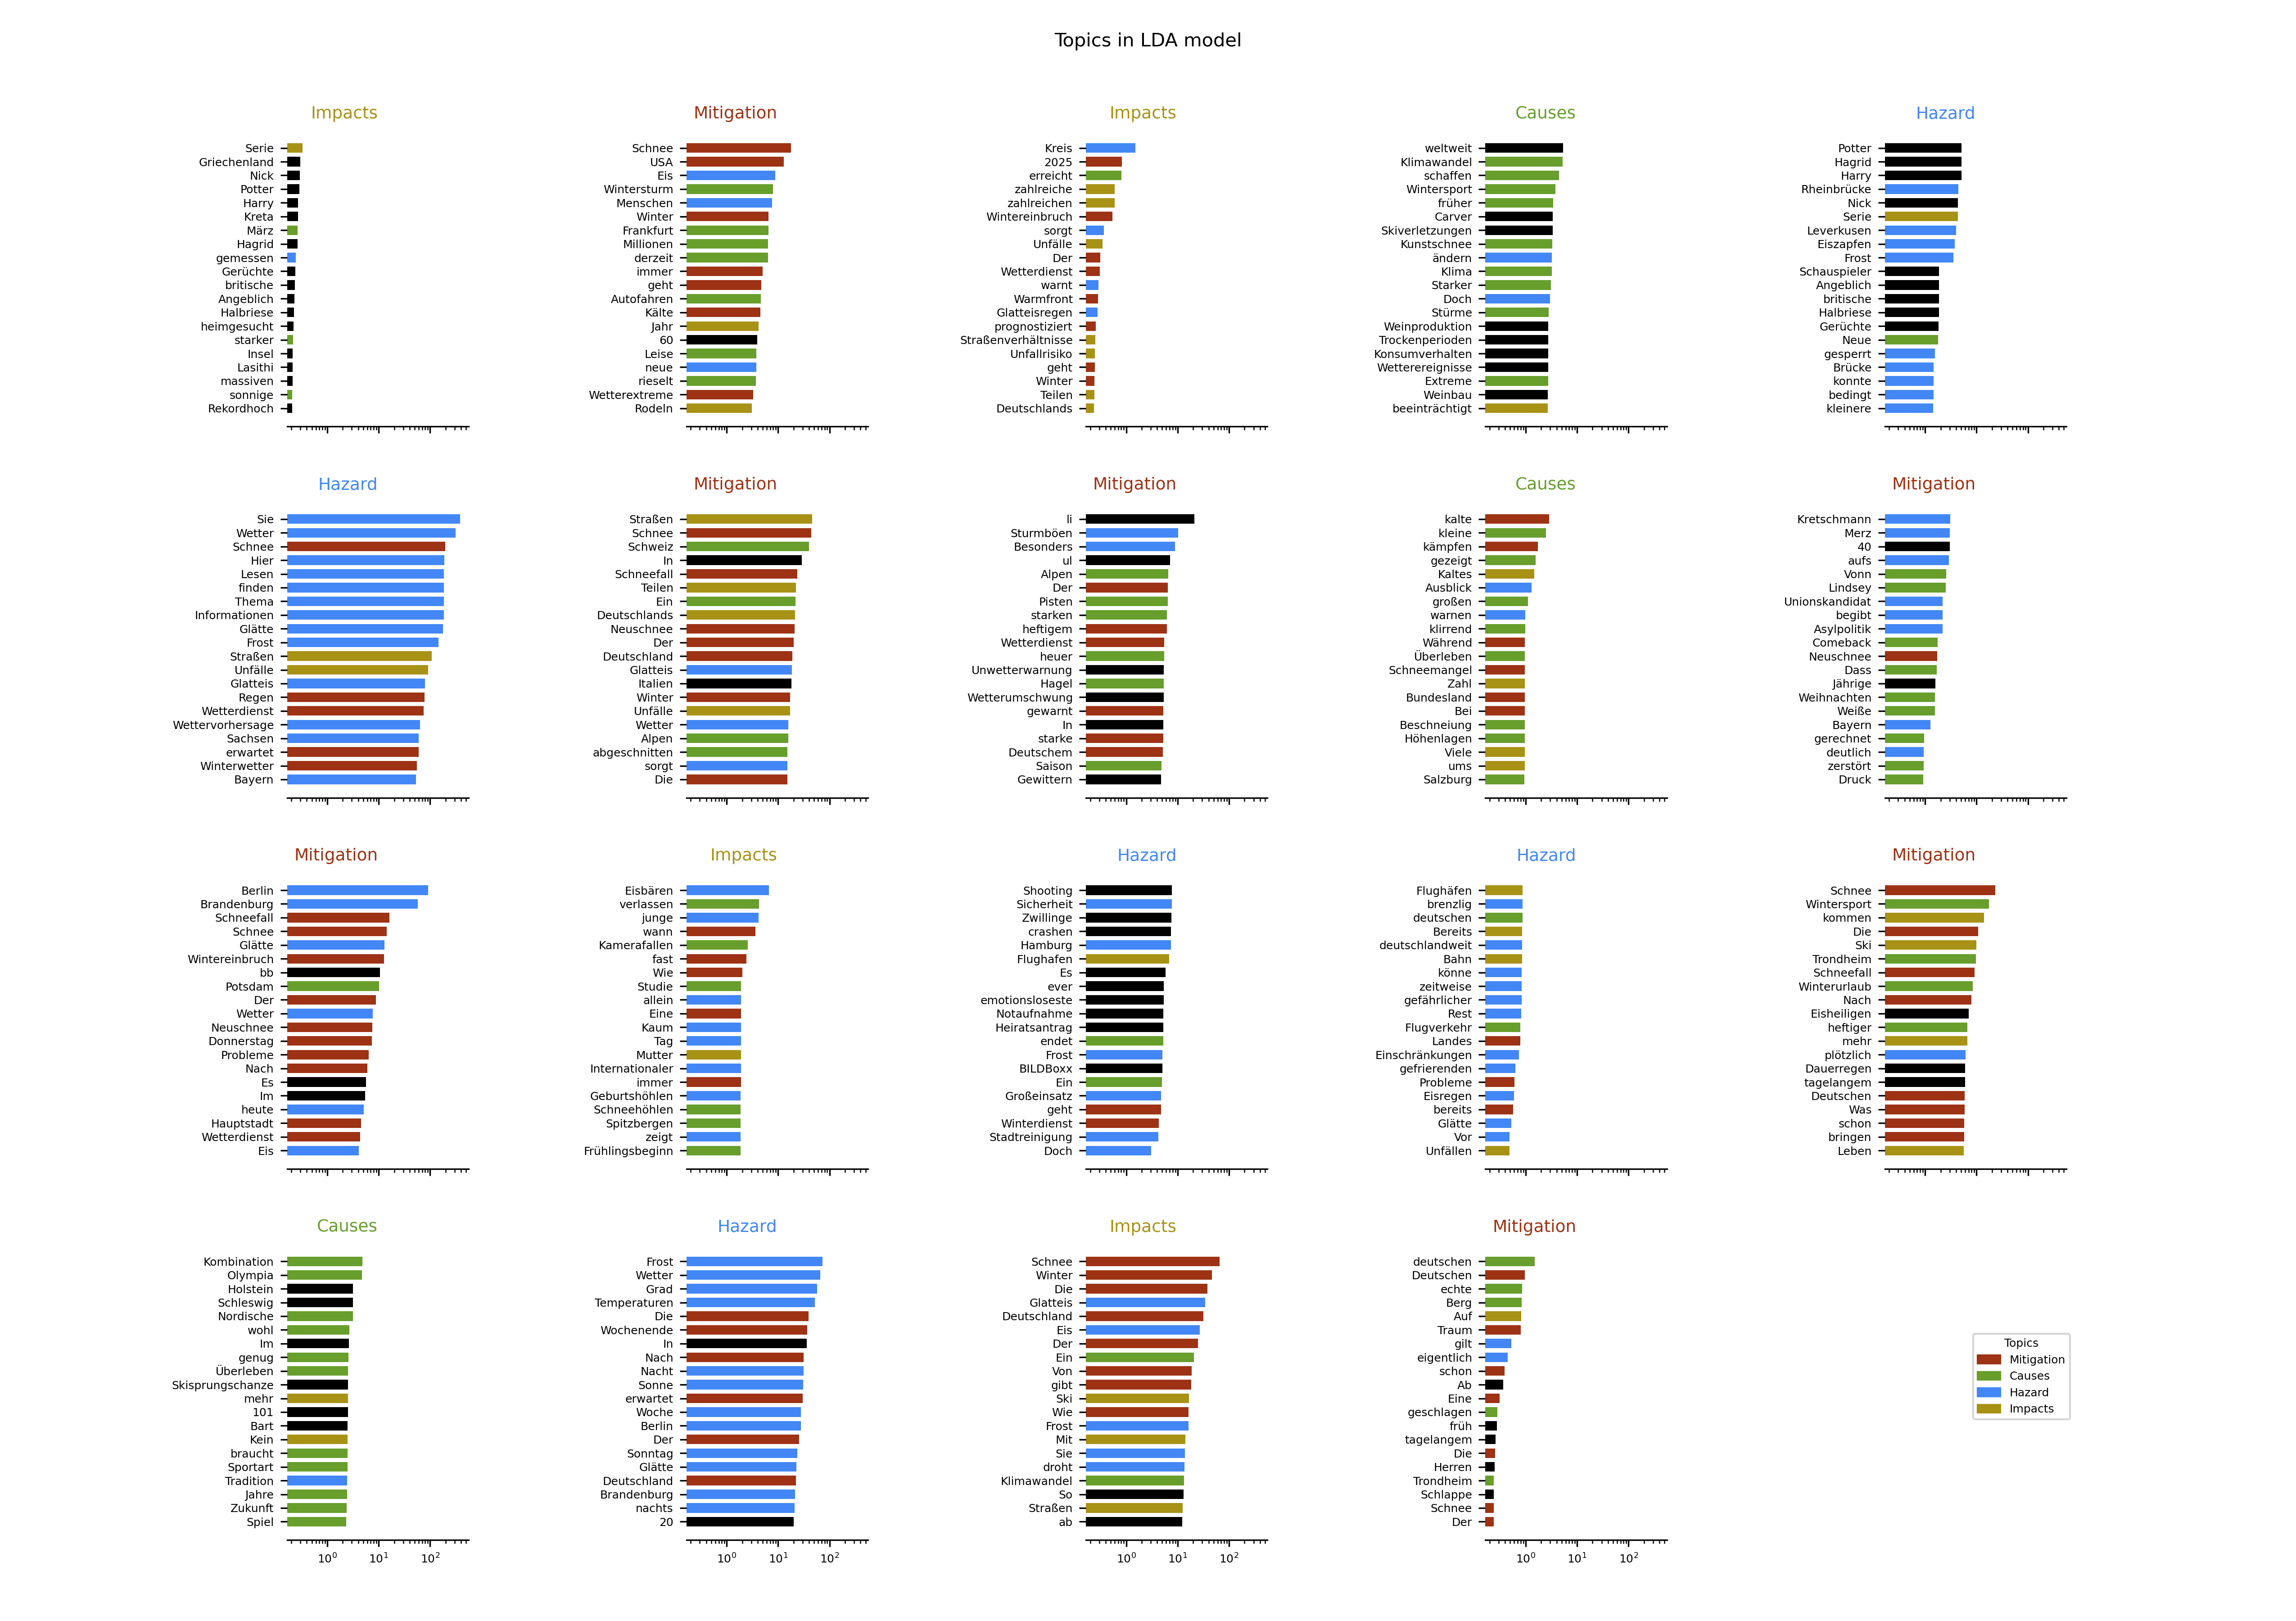 Topics in LDA model
Impacts
Serie
Griechenland
Nick
Potter
Harry
Kreta
März
Hagrid
gemessen
Gerüchte
britische
Angeblich
Halbriese
heimgesucht
starker
Insel
Lasithi
massiven
sonnige
Rekordhoch
Mitigation
Schnee
USA
Eis
Wintersturm
Menschen
Winter
Frankfurt
Millionen
derzeit
immer
geht
Autofahren
Kälte
Jahr
60
Leise
neue
rieselt
Wetterextreme
Rodeln
Impacts
Kreis
2025
erreicht
zahlreiche
zahlreichen
Wintereinbruch
sorgt
Unfälle
Der
Wetterdienst
warnt
Warmfront
Glatteisregen
prognostiziert
Straßenverhältnisse
Unfallrisiko
geht
Winter
Teilen
Deutschlands
Causes
weltweit
Klimawandel
schaffen
Wintersport
früher
Carver
Skiverletzungen
Kunstschnee
ändern
Klima
Starker
Doch
Stürme
Weinproduktion
Trockenperioden
Konsumverhalten
Wetterereignisse
Extreme
Weinbau
beeinträchtigt
Hazard
Potter
Hagrid
Harry
Rheinbrücke
Nick
Serie
Leverkusen
Eiszapfen
Frost
Schauspieler
Angeblich
britische
Halbriese
Gerüchte
Neue
gesperrt
Brücke
konnte
bedingt
kleinere
Hazard
Sie
Wetter
Schnee
Hier
Lesen
finden
Thema
Informationen
Glätte
Frost
Straßen
Unfälle
Glatteis
Regen
Wetterdienst
Wettervorhersage
Sachsen
erwartet
Winterwetter
Bayern
Mitigation
Straßen
Schnee
Schweiz
In
Schneefall
Teilen
Ein
Deutschlands
Neuschnee
Der
Deutschland
Glatteis
Italien
Winter
Unfälle
Wetter
Alpen
abgeschnitten
sorgt
Die
Mitigation
li
Sturmböen
Besonders
ul
Alpen
Der
Pisten
starken
heftigem
Wetterdienst
heuer
Unwetterwarnung
Hagel
Wetterumschwung
gewarnt
In
starke
Deutschem
Saison
Gewittern
Causes
kalte
kleine
kämpfen
gezeigt
Kaltes
Ausblick
großen
warnen
klirrend
Während
Überleben
Schneemangel
Zahl
Bundesland
Bei
Beschneiung
Höhenlagen
Viele
ums
Salzburg
Mitigation
Kretschmann
Merz
40
aufs
Vonn
Lindsey
Unionskandidat
begibt
Asylpolitik
Comeback
Neuschnee
Dass
Jährige
Weihnachten
Weiße
Bayern
gerechnet
deutlich
zerstört
Druck
Mitigation
Berlin
Brandenburg
Schneefall
Schnee
Glätte
Wintereinbruch
bb
Potsdam
Der
Wetter
Neuschnee
Donnerstag
Probleme
Nach
Es
Im
heute
Hauptstadt
Wetterdienst
Eis
Impacts
Eisbären
verlassen
junge
wann
Kamerafallen
fast
Wie
Studie
allein
Eine
Kaum
Tag
Mutter
Internationaler
immer
Geburtshöhlen
Schneehöhlen
Spitzbergen
zeigt
Frühlingsbeginn
Hazard
Shooting
Sicherheit
Zwillinge
crashen
Hamburg
Flughafen
Es
ever
emotionsloseste
Notaufnahme
Heiratsantrag
endet
Frost
BILDBoxx
Ein
Großeinsatz
geht
Winterdienst
Stadtreinigung
Doch
Hazard
Flughäfen
brenzlig
deutschen
Bereits
deutschlandweit
Bahn
könne
zeitweise
gefährlicher
Rest
Flugverkehr
Landes
Einschränkungen
gefrierenden
Probleme
Eisregen
bereits
Glätte
Vor
Unfällen
Mitigation
Schnee
Wintersport
kommen
Die
Ski
Trondheim
Schneefall
Winterurlaub
Nach
Eisheiligen
heftiger
mehr
plötzlich
Dauerregen
tagelangem
Deutschen
Was
schon
bringen
Leben
Causes
Kombination
Olympia
Holstein
Schleswig
Nordische
wohl
Im
genug
Überleben
Skisprungschanze
mehr
101
Bart
Kein
braucht
Sportart
Tradition
Jahre
Zukunft
Spiel
10⁰ 10¹ 10²
Hazard
Frost
Wetter
Grad
Temperaturen
Die
Wochenende
In
Nach
Nacht
Sonne
erwartet
Woche
Berlin
Der
Sonntag
Glätte
Deutschland
Brandenburg
nachts
20
10⁰ 10¹ 10²
Impacts
Schnee
Winter
Die
Glatteis
Deutschland
Eis
Der
Ein
Von
gibt
Ski
Wie
Frost
Mit
Sie
droht
Klimawandel
So
Straßen
ab
10⁰ 10¹ 10²
Mitigation
deutschen
Deutschen
echte
Berg
Auf
Traum
gilt
eigentlich
schon
Ab
Eine
geschlagen
früh
tagelangem
Die
Herren
Trondheim
Schlappe
Schnee
Der
10⁰ 10¹ 10²
Topics
Mitigation
Causes
Hazard
Impacts